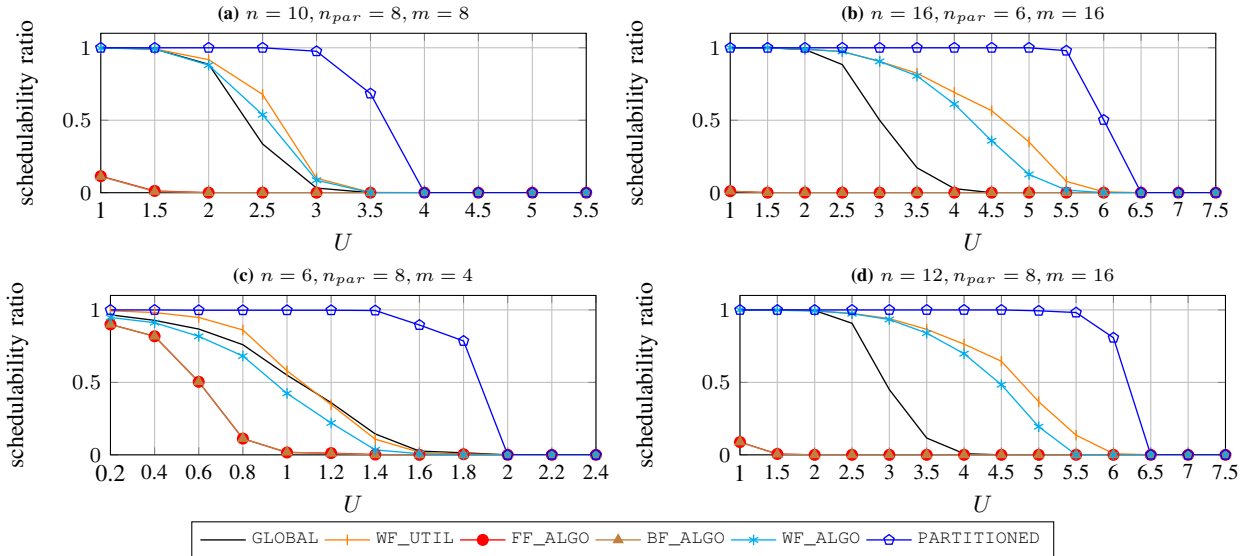 (a) n = 10, n_par = 8, m = 8
schedulability ratio
1
0.5
0
1 1.5 2 2.5 3 3.5 4 4.5 5 5.5
U
(b) n = 16, n_par = 6, m = 16
schedulability ratio
1
0.5
0
1 1.5 2 2.5 3 3.5 4 4.5 5 5.5 6 6.5 7 7.5
U
(c) n = 6, n_par = 8, m = 4
schedulability ratio
1
0.5
0
0.2 0.4 0.6 0.8 1 1.2 1.4 1.6 1.8 2 2.2 2.4
U
(d) n = 12, n_par = 8, m = 16
schedulability ratio
1
0.5
0
1 1.5 2 2.5 3 3.5 4 4.5 5 5.5 6 6.5 7 7.5
U
GLOBAL WF_UTIL FF_ALGO BF_ALGO WF_ALGO PARTITIONED